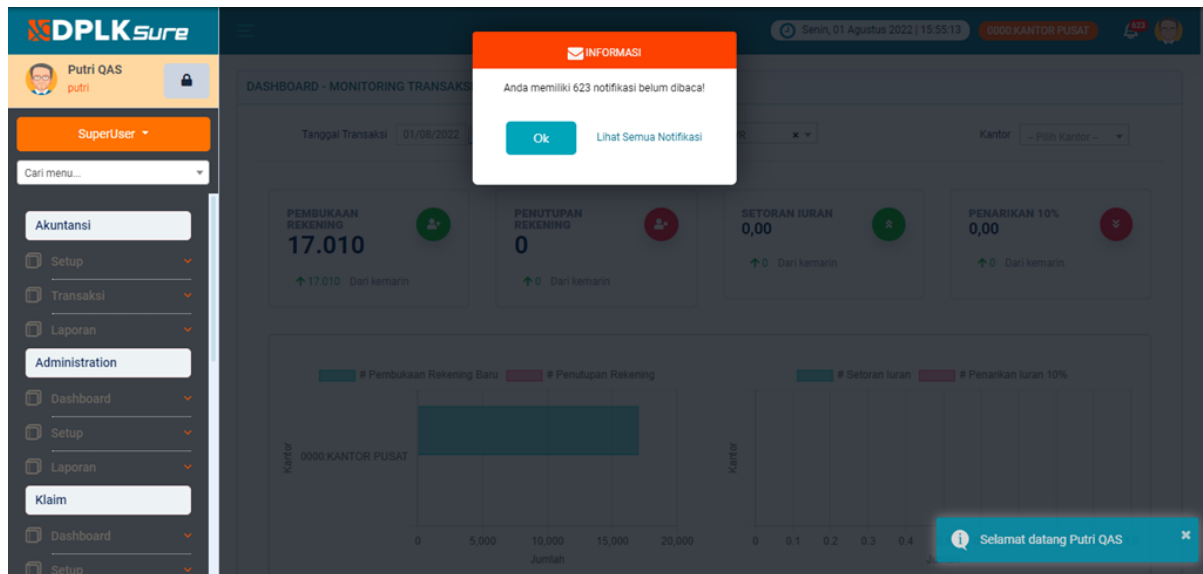 DPLKSure
Putri QAS
putri
SuperUser
Cari menu...
Akuntansi
Setup
Transaksi
Laporan
Administration
Dashboard
Setup
Laporan
Klaim
Dashboard
Setup
Senin, 01 Agustus 2022 | 15:55:13
0000:KANTOR PUSAT
623
INFORMASI
Anda memiliki 623 notifikasi belum dibaca!
Ok
Lihat Semua Notifikasi
DASHBOARD - MONITORING TRANSAKSI
Tanggal Transaksi
01/08/2022
Kantor
-- Pilih Kantor --
PEMBUKAAN
REKENING
17.010
17.010 Dari kemarin
PENUTUPAN
REKENING
0
0 Dari kemarin
SETORAN IURAN
0,00
0 Dari kemarin
PENARIKAN 10%
0,00
0 Dari kemarin
# Pembukaan Rekening Baru
# Penutupan Rekening
Kantor
0000:KANTOR PUSAT
0 5,000 10,000 15,000 20,000
Jumlah
# Setoran Iuran
# Penarikan Iuran 10%
Kantor
0 0.1 0.2 0.3 0.4
Selamat datang Putri QAS